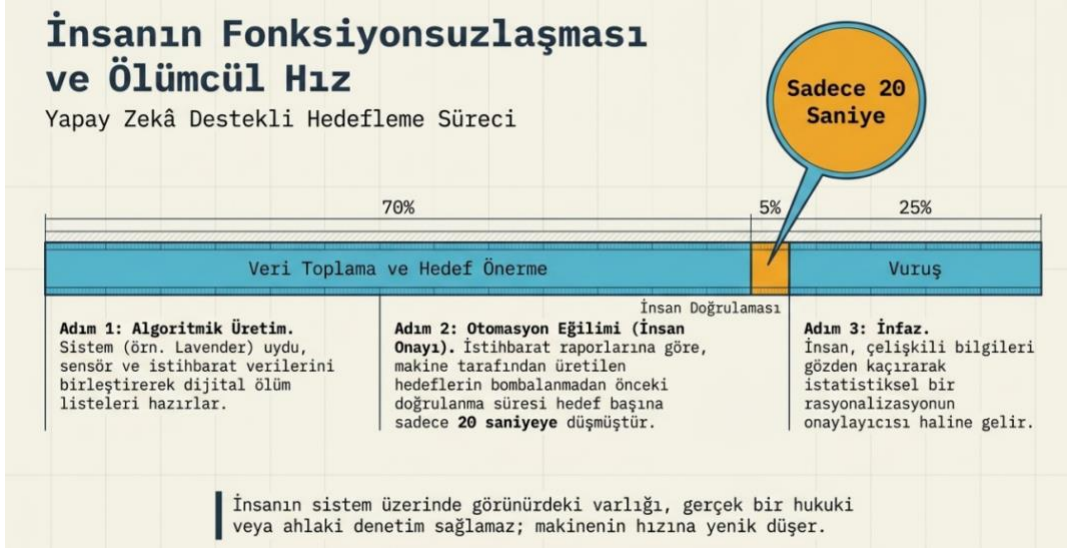 İnsanın Fonksiyonsuzlaşması
ve Ölümcül Hız
Yapay Zekâ Destekli Hedefleme Süreci
Sadece 20
Saniye
70%
5%
25%
Veri Toplama ve Hedef Önerme
Vuruş
İnsan Doğrulaması
Adım 1: Algoritmik Üretim.
Sistem (örn. Lavender) uydu,
sensör ve istihbarat verilerini
birleştirerek dijital ölüm
listeleri hazırlar.
Adım 2: Otomasyon Eğilimi (İnsan
Onayı). İstihbarat raporlarına göre,
makine tarafından üretilen
hedeflerin bombalanmadan önceki
doğrulanma süresi hedef başına
sadece 20 saniyeye düşmüştür.
Adım 3: İnfaz.
İnsan, çelişkili bilgileri
gözden kaçırarak
istatistiksel bir
rasyonalizasyonun
onaylayıcısı haline gelir.
İnsanın sistem üzerinde görünürdeki varlığı, gerçek bir hukuki
veya ahlaki denetim sağlamaz; makinenin hızına yenik düşer.